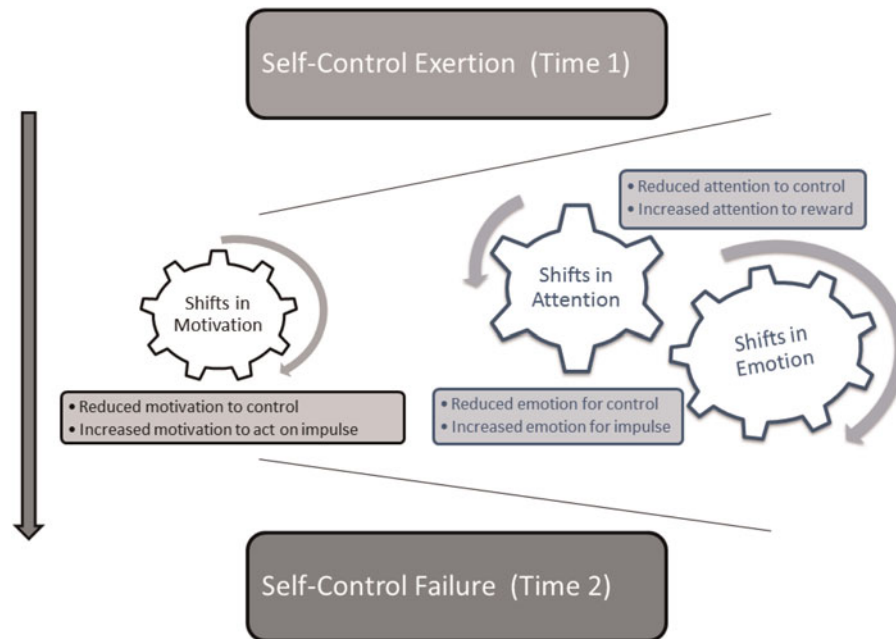 Self-Control Exertion (Time 1)
• Reduced attention to control
• Increased attention to reward
Shifts in
Attention
Shifts in
Motivation
Shifts in
Emotion
• Reduced motivation to control
• Increased motivation to act on impulse
• Reduced emotion for control
• Increased emotion for impulse
Self-Control Failure (Time 2)